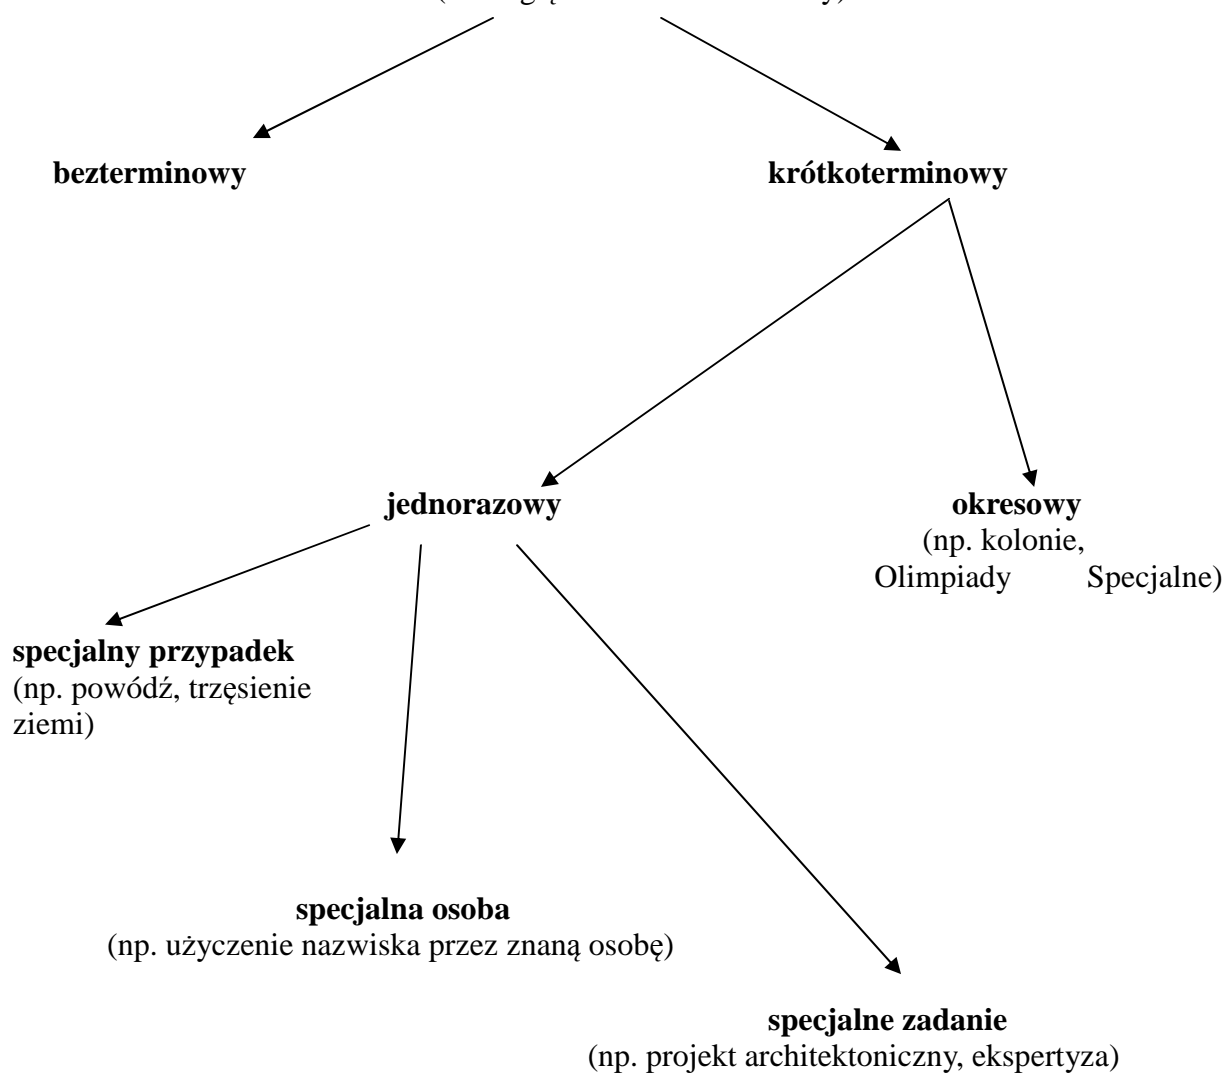 bezterminowy
krótkoterminowy
jednorazowy
okresowy
(np. kolonie,
Olimpiady Specjalne)
specjalny przypadek
(np. powódź, trzęsienie
ziemi)
specjalna osoba
(np. użyczenie nazwiska przez znaną osobę)
specjalne zadanie
(np. projekt architektoniczny, ekspertyza)